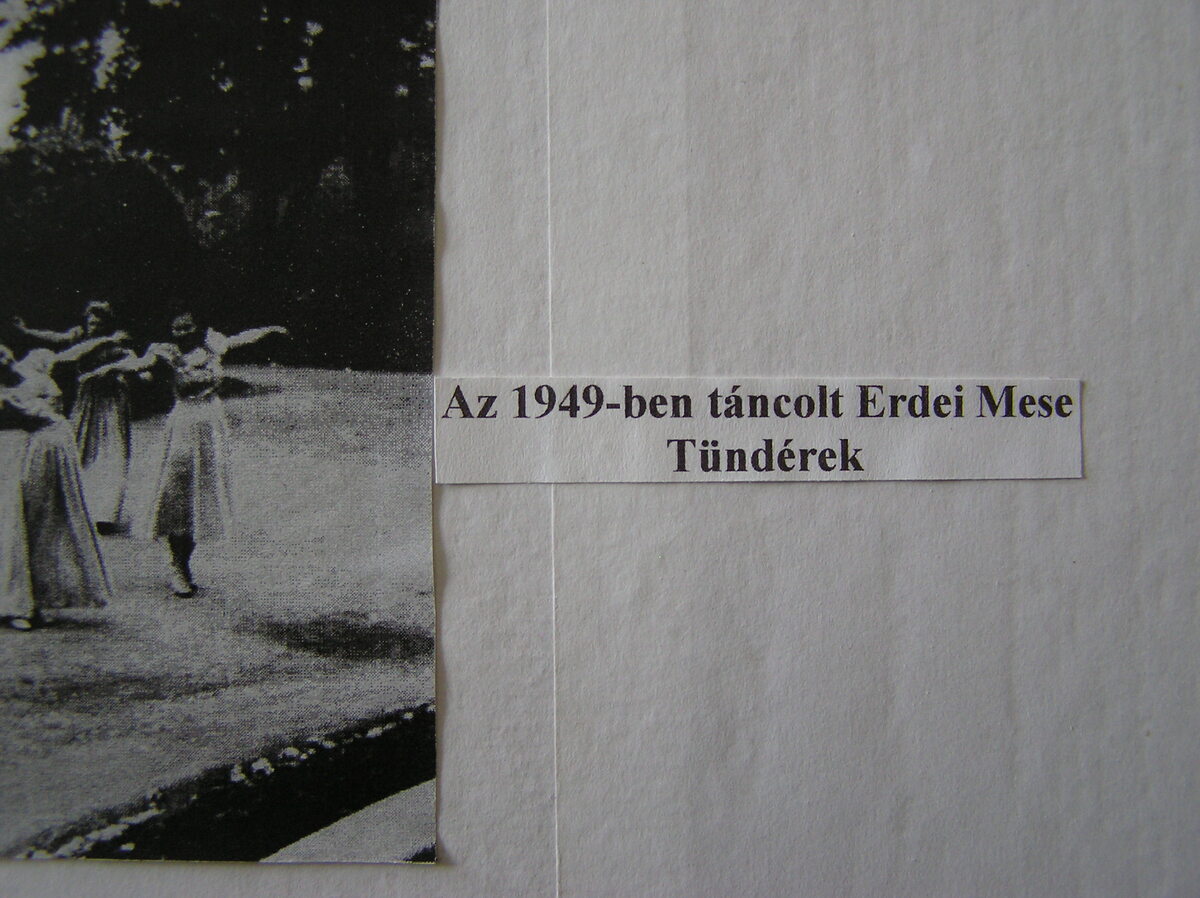 Az 1949-ben táncolt Erdei Mese
Tündérek